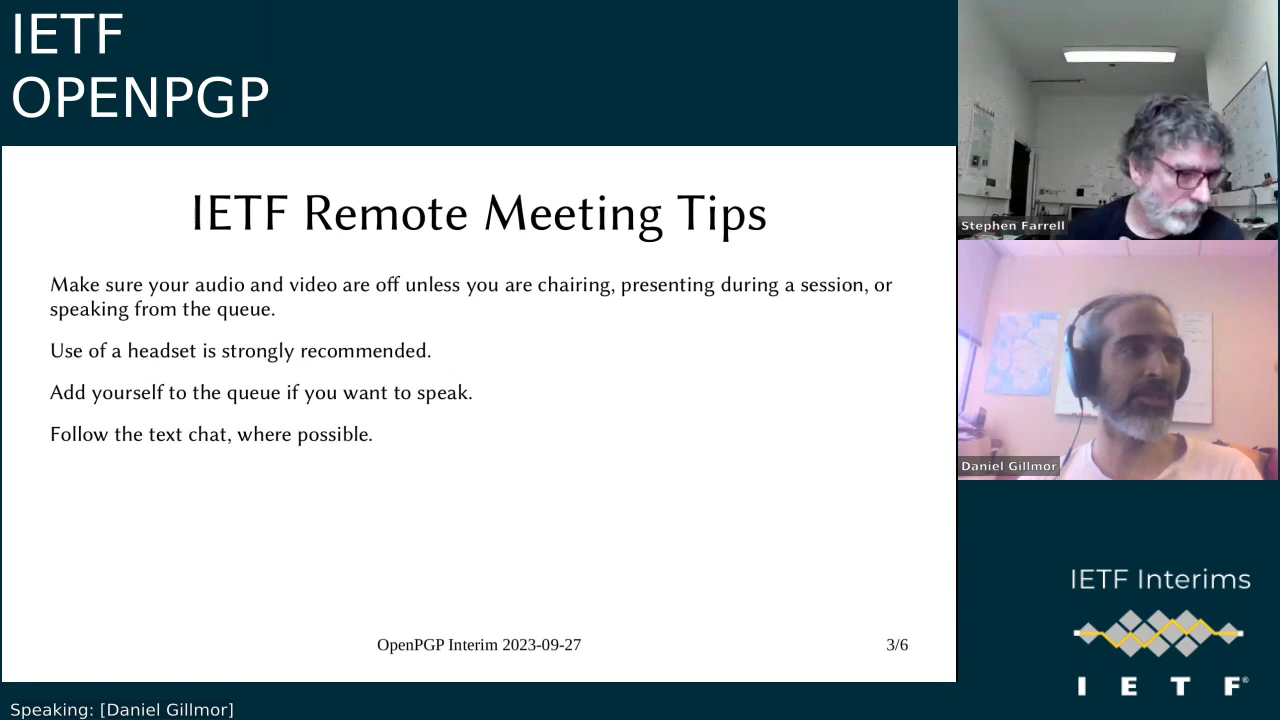 IETF
OPENPGP
IETF Remote Meeting Tips
Make sure your audio and video are off unless you are chairing, presenting during a session, or
speaking from the queue.
Use of a headset is strongly recommended.
Add yourself to the queue if you want to speak.
Follow the text chat, where possible.
OpenPGP Interim 2023-09-27
3/6
Stephen Farrell
Daniel Gillmor
IETF Interims
I E T F®
Speaking: [Daniel Gillmor]